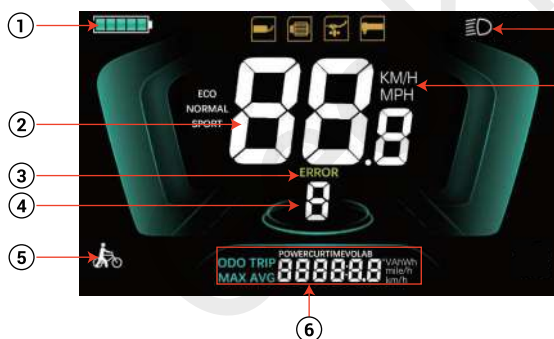 1
KM/H
MPH
88.8
ECO
NORMAL
SPORT
2
3
ERROR
4
8
5
ODO TRIP
MAX AVG
POWERCURTIMEVOLAB
88888.8
VAhWh
mile/h
km/h
6